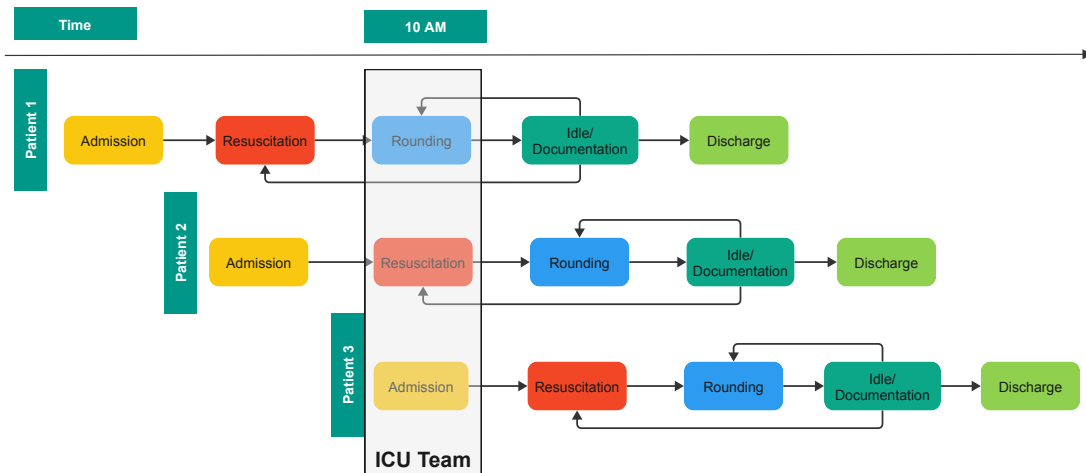 Time
10 AM
Patient 1
Admission
Resuscitation
Rounding
Idle/
Documentation
Discharge
Patient 2
Admission
Resuscitation
Rounding
Idle/
Documentation
Discharge
Patient 3
Admission
Resuscitation
Rounding
Idle/
Documentation
Discharge
ICU Team